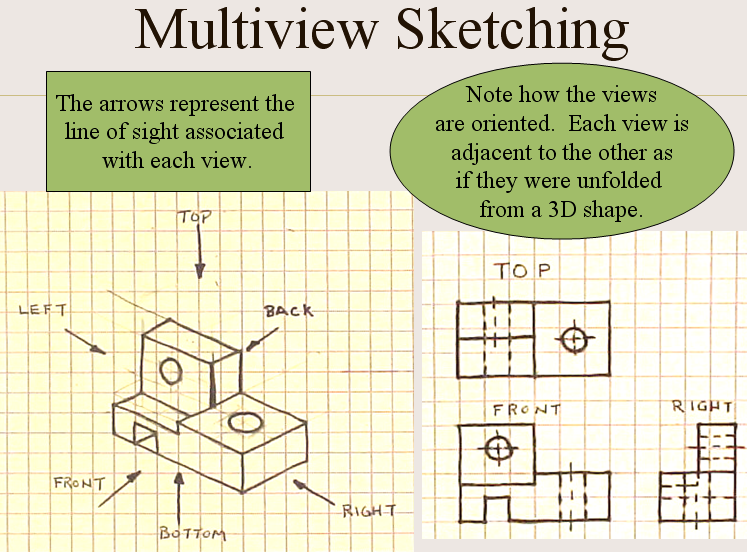 Multiview Sketching
The arrows represent the
line of sight associated
with each view.
Note how the views
are oriented. Each view is
adjacent to the other as
if they were unfolded
from a 3D shape.
TOP
LEFT
BACK
FRONT
BOTTOM
RIGHT
TOP
FRONT
RIGHT